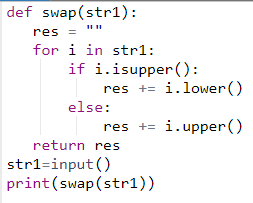 def swap(str1):
    res = ""
    for i in str1:
        if i.isupper():
            res += i.lower()
        else:
            res += i.upper()
    return res
str1=input()
print(swap(str1))